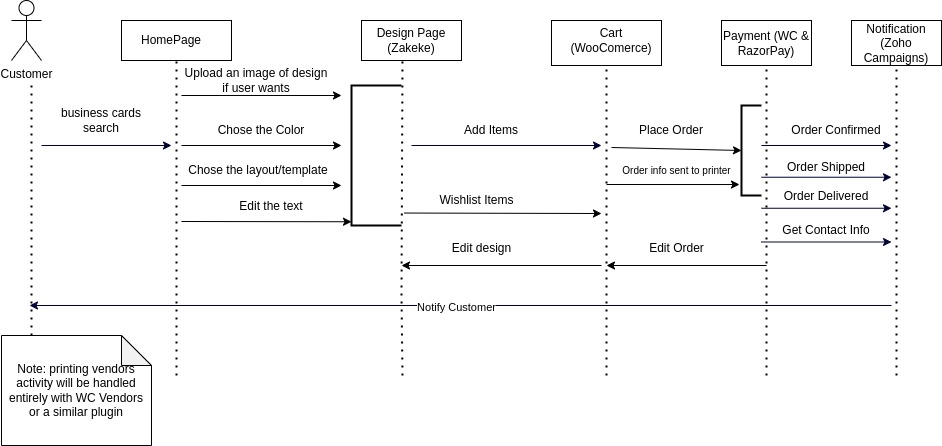 Customer
HomePage
Design Page
(Zakeke)
Cart
(WooComerce)
Payment (WC &
RazorPay)
Notification
(Zoho
Campaigns)
Upload an image of design
if user wants
business cards
search
Chose the Color
Chose the layout/template
Edit the text
Add Items
Wishlist Items
Edit design
Place Order
Order info sent to printer
Edit Order
Order Confirmed
Order Shipped
Order Delivered
Get Contact Info
Notify Customer
Note: printing vendors
activity will be handled
entirely with WC Vendors
or a similar plugin